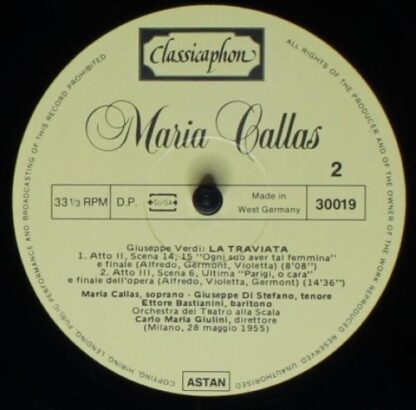 Classicaphon
Maria Callas
2
33 1/3 RPM
D.P.
SUISA
Made in
West Germany
30019
Giuseppe Verdi: LA TRAVIATA
1. Atto II, Scena 14, 15 "Ogni suo aver tal femmina"
e finale (Alfredo, Germont, Violetta) (8'08")
2. Atto III, Scena 6, Ultima "Parigi, o cara"
e finale dell'opera (Alfredo, Violetta, Germont) (14'36")
Maria Callas, soprano - Giuseppe Di Stefano, tenore
Ettore Bastianini, baritono
Orchestra del Teatro alla Scala
Carlo Maria Giulini, direttore
(Milano, 28 maggio 1955)
ASTAN
ALL RIGHTS OF THE PRODUCER AND OF THE OWNER OF THE WORK REPRODUCED RESERVED UNAUTHORISED COPYING, HIRING, LENDING, PUBLIC PERFORMANCE AND BROADCASTING OF THIS RECORD PROHIBITED